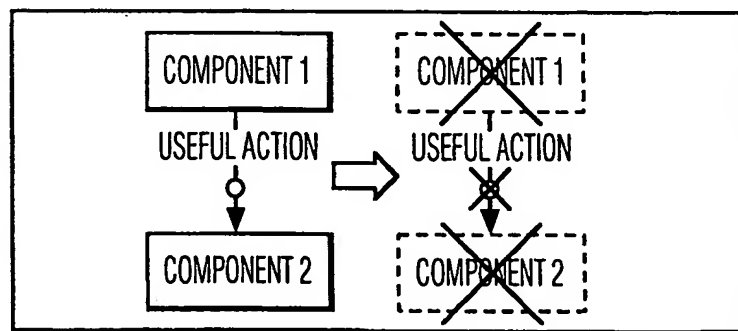 COMPONENT 1
USEFUL ACTION
COMPONENT 2
COMPONENT 1
USEFUL ACTION
COMPONENT 2